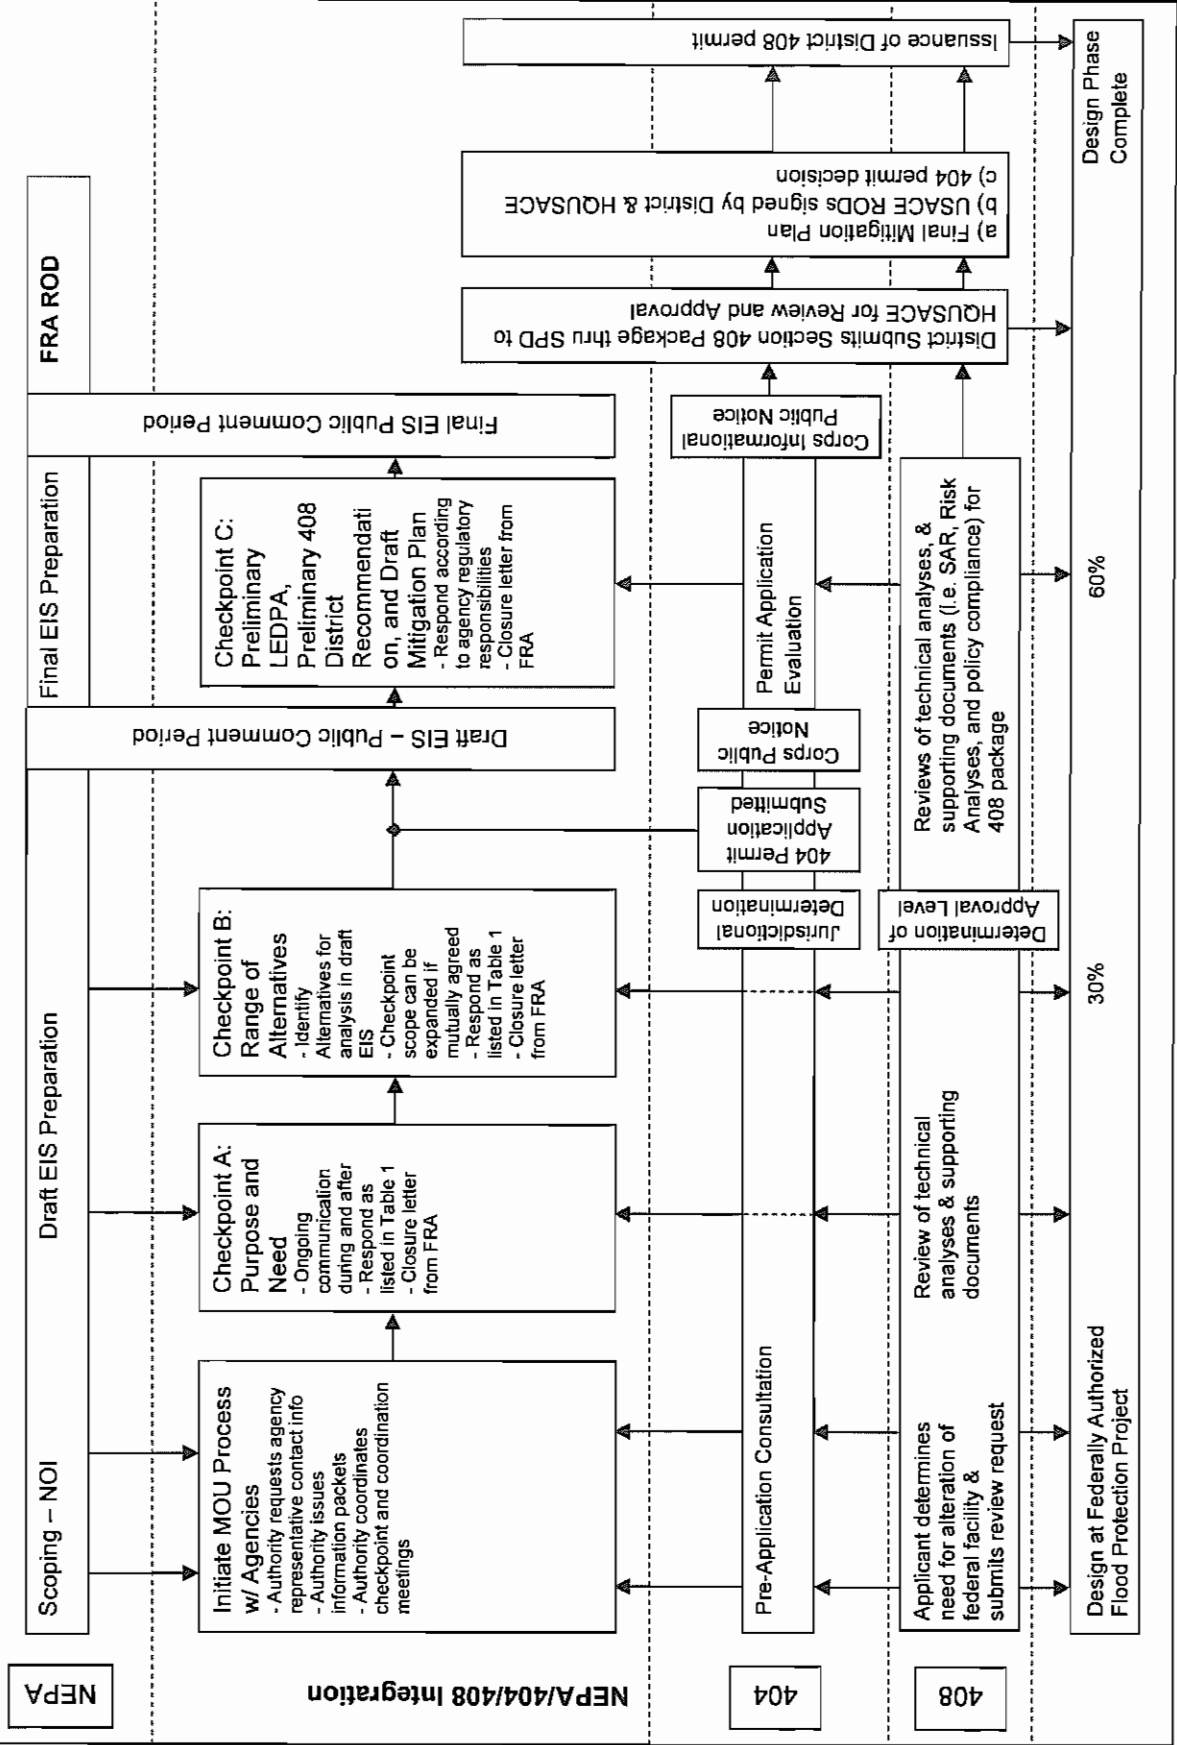 NEPA
Scoping – NOI
Draft EIS Preparation
Final EIS Preparation
FRA ROD
NEPA/404/408 Integration
Initiate MOU Process
w/ Agencies
- Authority requests agency
representative contact info
- Authority issues
information packets
- Authority coordinates
checkpoint and coordination
meetings
Checkpoint A:
Purpose and
Need
- Ongoing
communication
during and after
- Respond as
listed in Table 1
- Closure letter
from FRA
Checkpoint B:
Range of
Alternatives
- Identify
Alternatives for
analysis in draft
EIS
- Checkpoint
scope can be
expanded if
mutually agreed
- Respond as
listed in Table 1
- Closure letter
from FRA
Draft EIS – Public Comment Period
Checkpoint C:
Preliminary
LEDPA,
Preliminary 408
District
Recommendati
on, and Draft
Mitigation Plan
- Respond according
to agency regulatory
responsibilities
- Closure letter from
FRA
Final EIS Public Comment Period
404
Pre-Application Consultation
Jurisdictional
Determination
404 Permit
Application
Submitted
Corps Public
Notice
Permit Application
Evaluation
Corps Informational
Public Notice
District Submits Section 408 Package thru SPD to
HQUSACE for Review and Approval
a) Final Mitigation Plan
b) USACE RODs signed by District & HQUSACE
c) 404 permit decision
Issuance of District 408 permit
408
Applicant determines
need for alteration of
federal facility &
submits review request
Review of technical
analyses & supporting
documents
Determination of
Approval Level
Reviews of technical analyses, &
supporting documents (I.e. SAR, Risk
Analyses, and policy compliance) for
408 package
Design at Federally Authorized
Flood Protection Project
30%
60%
Design Phase
Complete